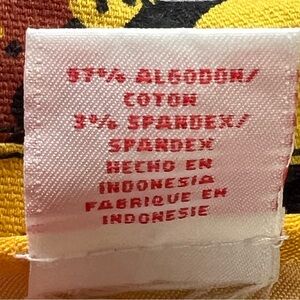 97% ALGODON/
COTON
3% SPANDEX/
SPANDEX
HECHO EN
INDONESIA
FABRIQUE EN
INDONESIE